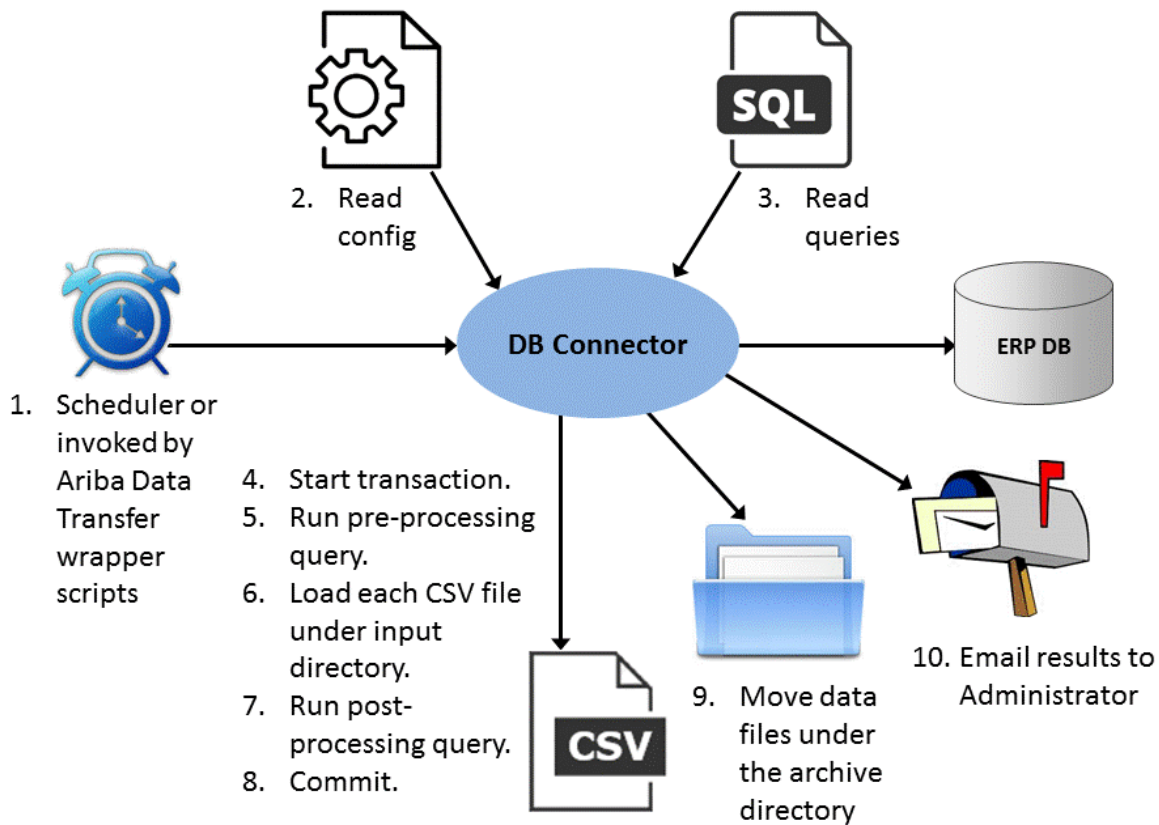 SQL
2. Read
config
3. Read
queries
DB Connector
ERP DB
1. Scheduler or
invoked by
Ariba Data
Transfer
wrapper
scripts
4. Start transaction.
5. Run pre-processing
query.
6. Load each CSV file
under input
directory.
7. Run post-
processing query.
8. Commit.
CSV
9. Move data
files under
the archive
directory
10. Email results to
Administrator